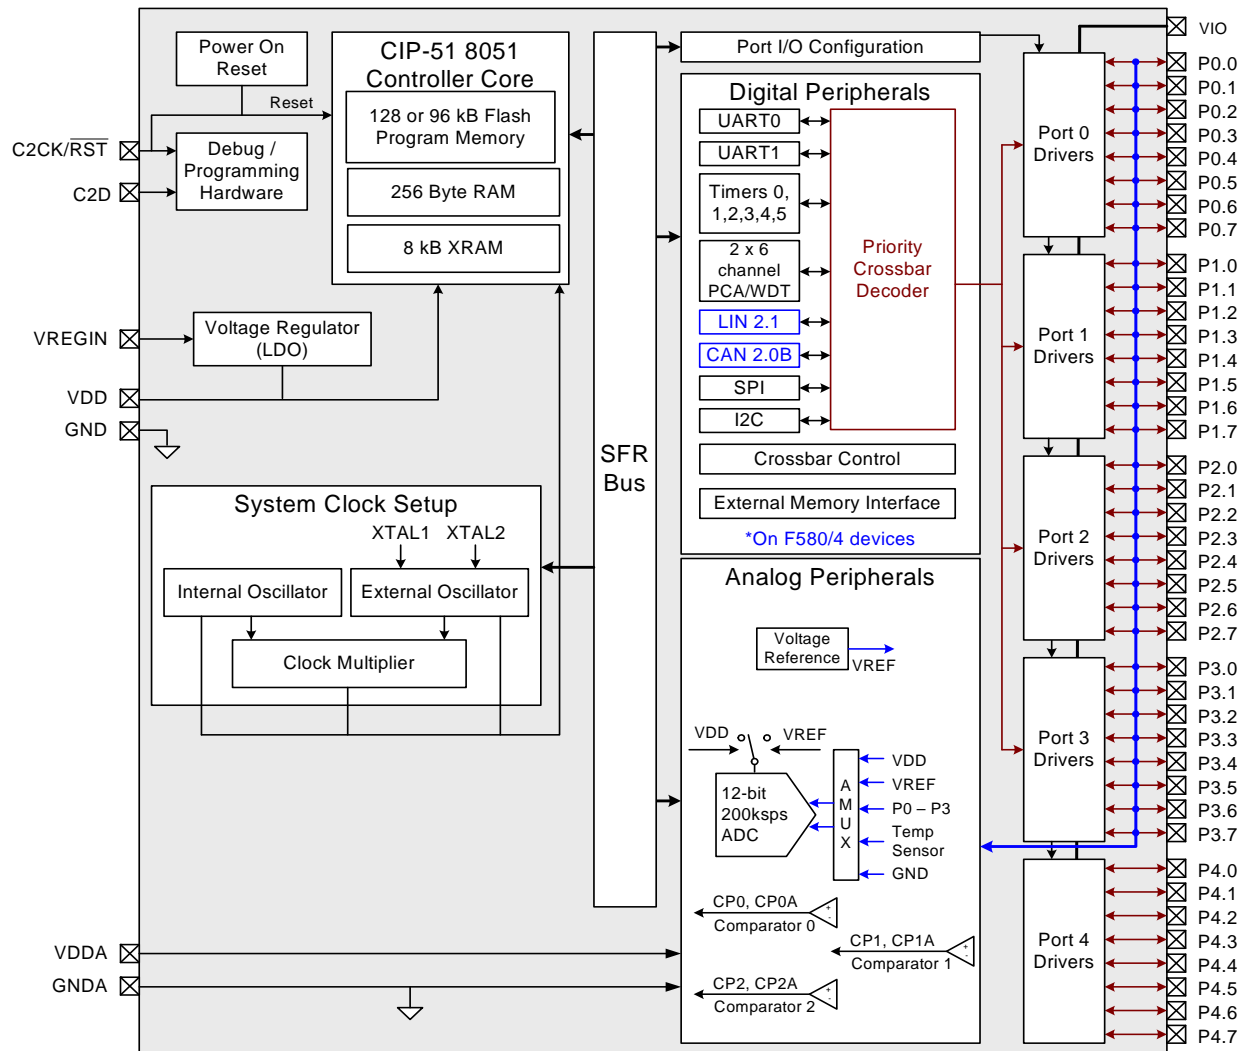 Power On
Reset
Reset
C2CK/RST
C2D
Debug /
Programming
Hardware
CIP-51 8051
Controller Core
128 or 96 kB Flash
Program Memory
256 Byte RAM
8 kB XRAM
VREGIN
Voltage Regulator
(LDO)
VDD
GND
System Clock Setup
XTAL1
XTAL2
Internal Oscillator
External Oscillator
Clock Multiplier
VDDA
GNDA
SFR
Bus
Port I/O Configuration
Digital Peripherals
UART0
UART1
Timers 0,
1,2,3,4,5
2 x 6
channel
PCA/WDT
LIN 2.1
CAN 2.0B
SPI
I2C
Priority
Crossbar
Decoder
Crossbar Control
External Memory Interface
*On F580/4 devices
Analog Peripherals
Voltage
Reference
VREF
VDD
VREF
12-bit
200ksps
ADC
A
M
U
X
VDD
VREF
P0 – P3
Temp
Sensor
GND
CP0, CP0A
+
-
Comparator 0
CP1, CP1A
+
-
Comparator 1
CP2, CP2A
+
-
Comparator 2
Port 0
Drivers
Port 1
Drivers
Port 2
Drivers
Port 3
Drivers
Port 4
Drivers
VIO
P0.0
P0.1
P0.2
P0.3
P0.4
P0.5
P0.6
P0.7
P1.0
P1.1
P1.2
P1.3
P1.4
P1.5
P1.6
P1.7
P2.0
P2.1
P2.2
P2.3
P2.4
P2.5
P2.6
P2.7
P3.0
P3.1
P3.2
P3.3
P3.4
P3.5
P3.6
P3.7
P4.0
P4.1
P4.2
P4.3
P4.4
P4.5
P4.6
P4.7